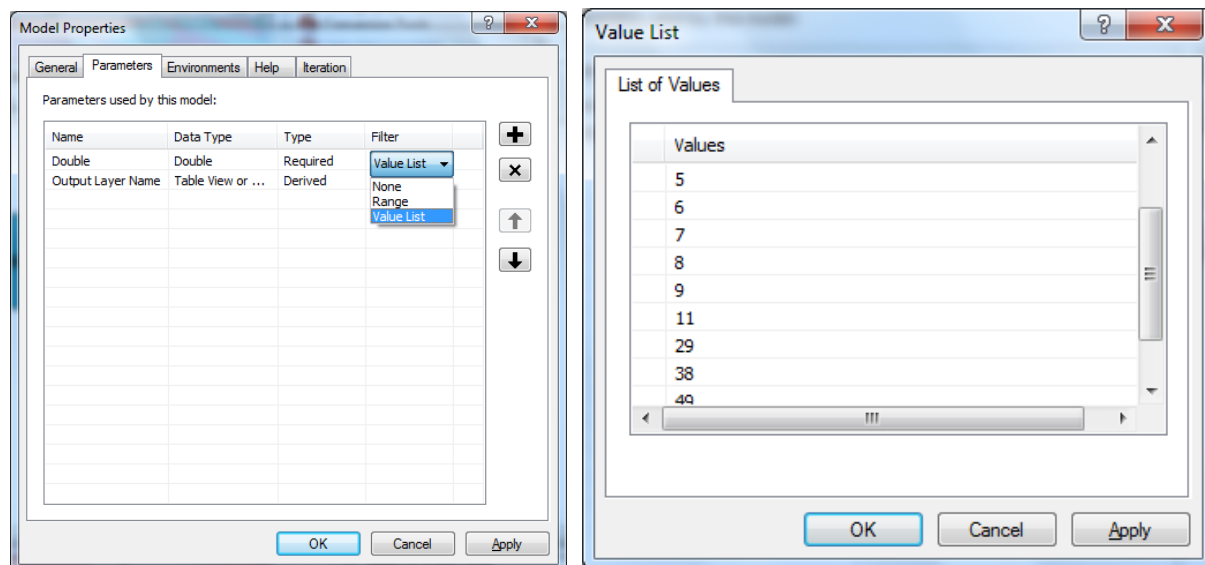 Model Properties
General Parameters Environments Help Iteration
Parameters used by this model:
Name Data Type Type Filter
Double Double Required Value List
Output Layer Name Table View or ... Derived
None
Range
Value List
OK Cancel Apply
Value List
List of Values
Values
5
6
7
8
9
11
29
38
49
OK Cancel Apply